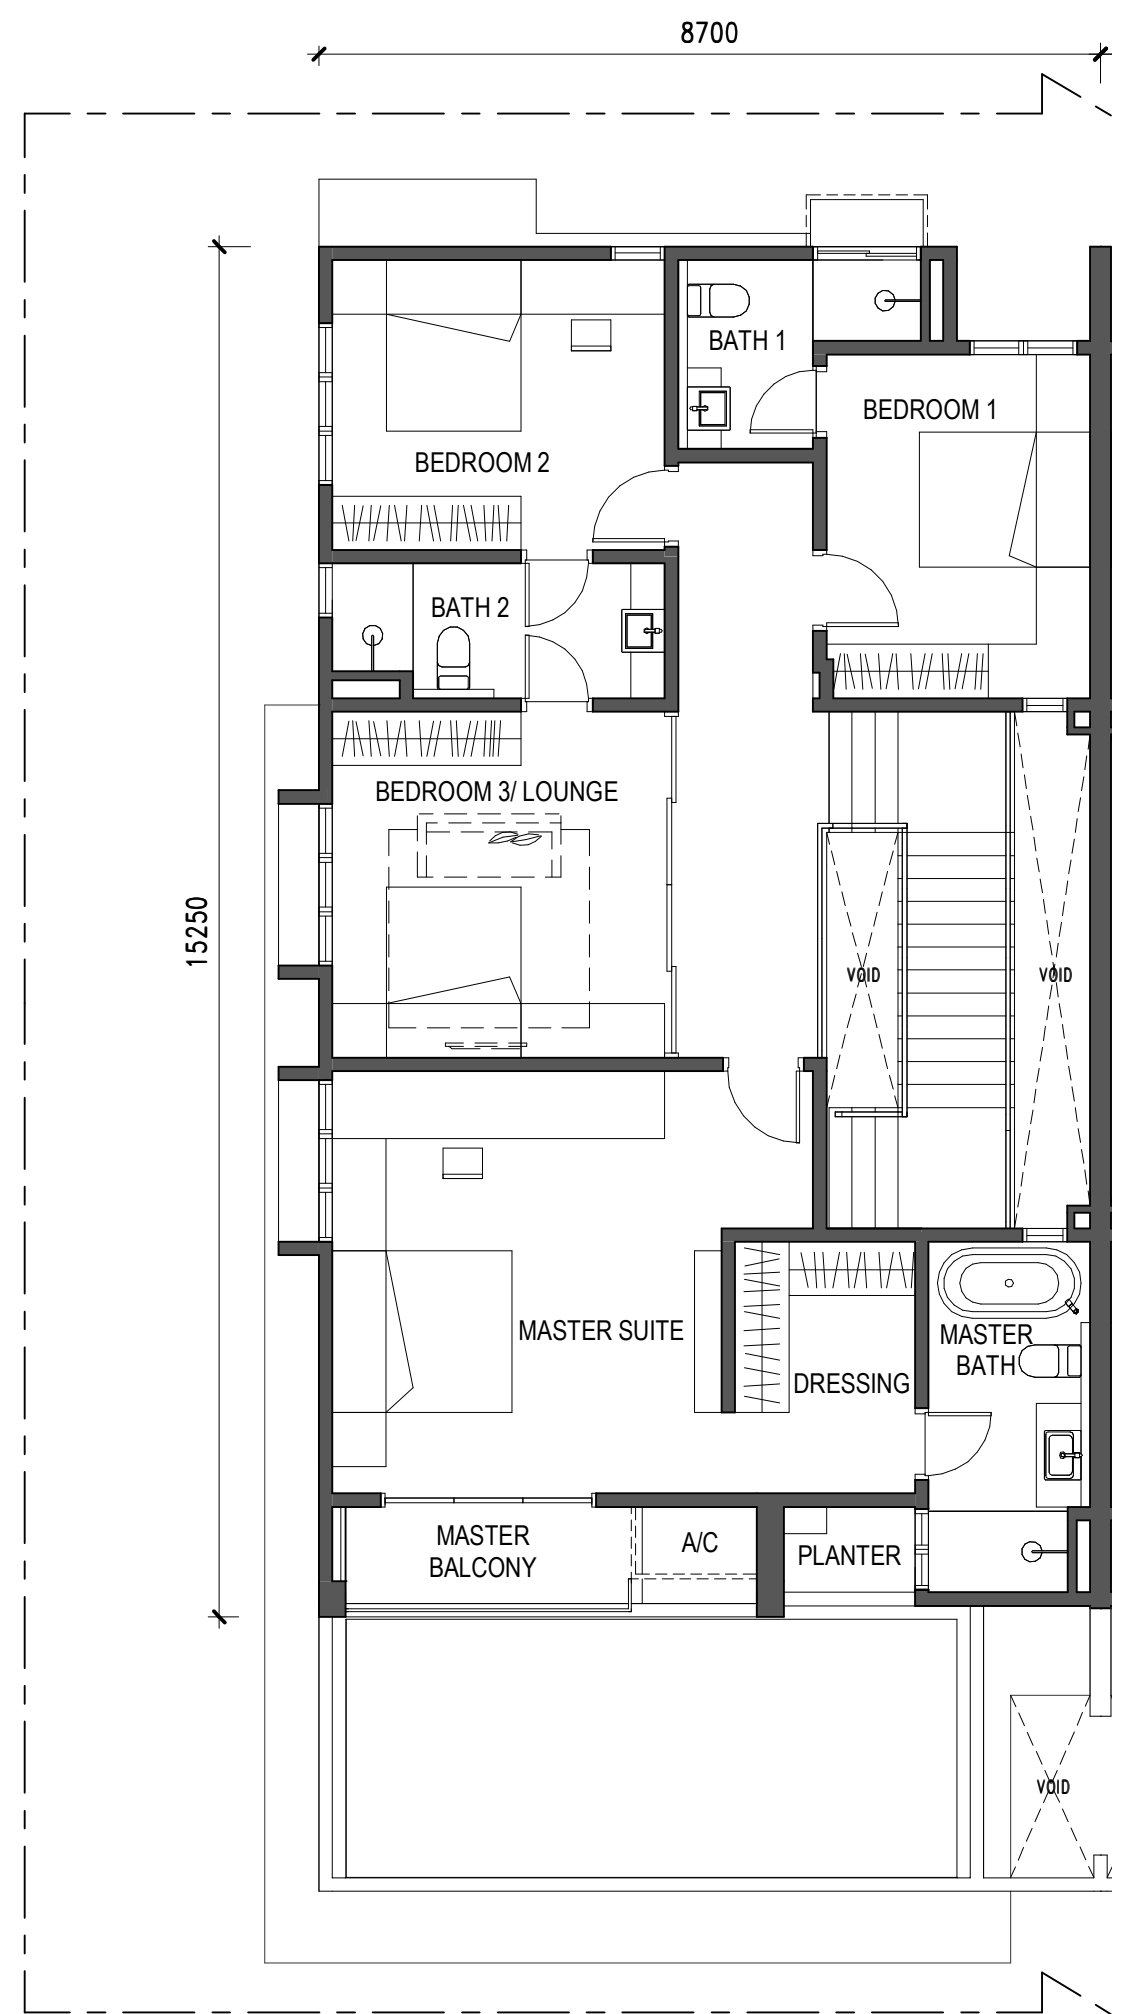 8700
BATH 1
BEDROOM 1
BEDROOM 2
BATH 2
BEDROOM 3/ LOUNGE
15250
VOID
VOID
MASTER SUITE
MASTER
BATH
DRESSING
MASTER
BALCONY
A/C
PLANTER
VOID